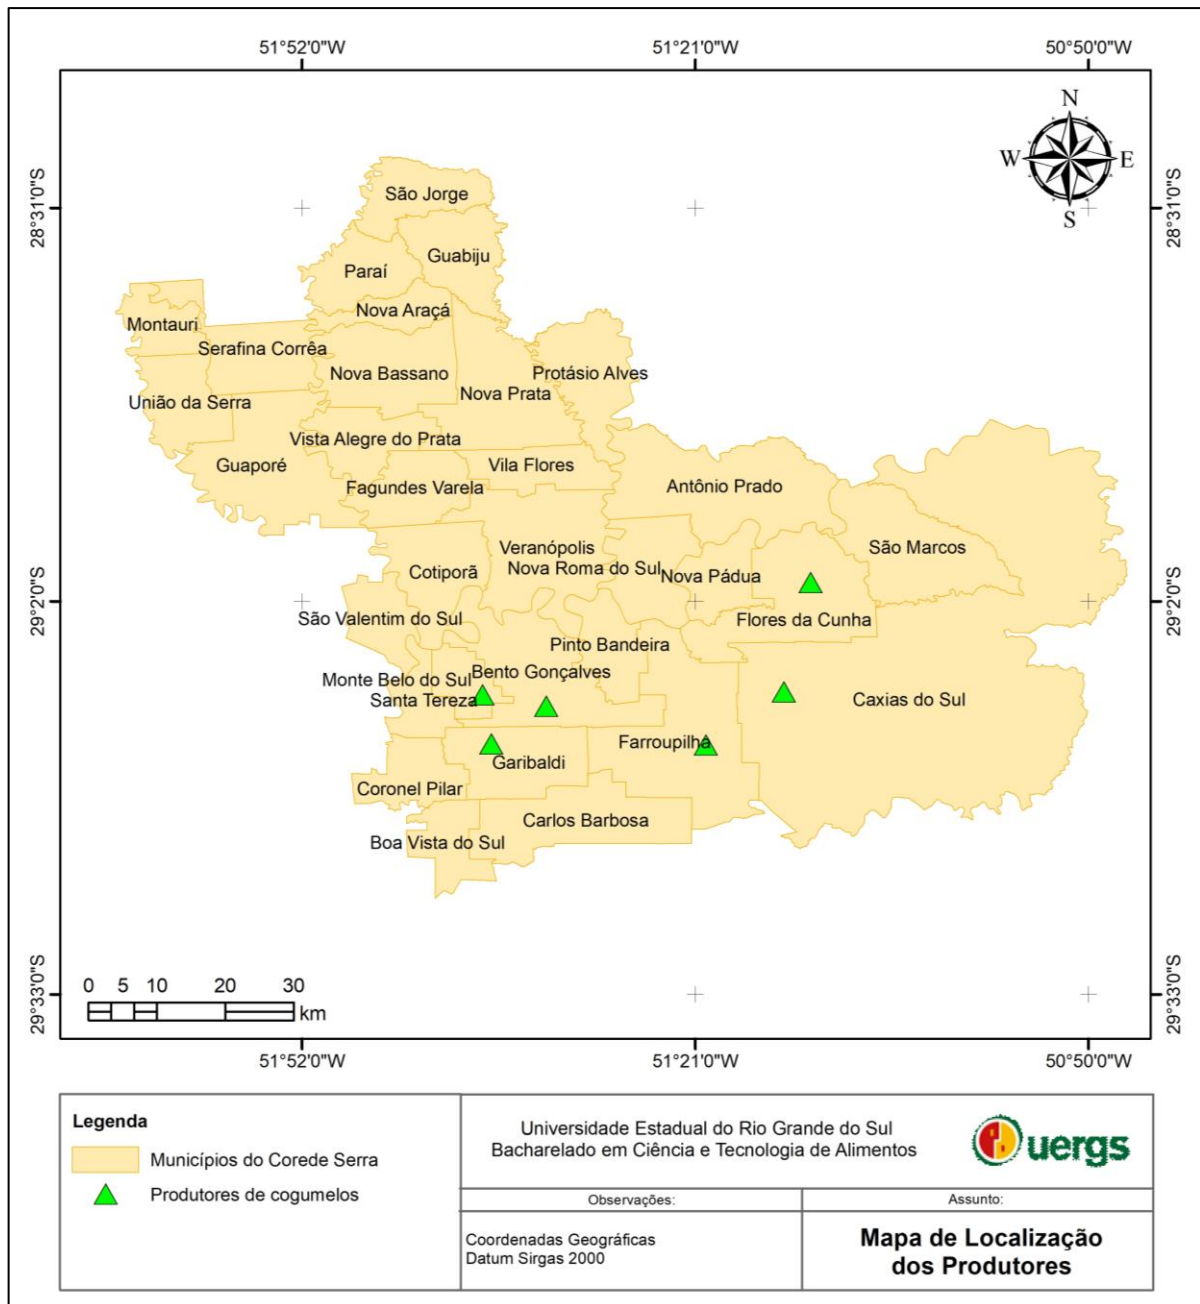 51°52'0"W
51°21'0"W
50°50'0"W
N
W
E
S
28°31'0"S
28°31'0"S
São Jorge
Guabiju
Paraí
Nova Araçá
Montauri
Serafina Corrêa
Nova Bassano
Protásio Alves
Nova Prata
União da Serra
Vista Alegre do Prata
Guaporé
Vila Flores
Fagundes Varela
Antônio Prado
Veranópolis
São Marcos
Cotiporã
Nova Roma do Sul
Nova Pádua
29°2'0"S
29°2'0"S
São Valentim do Sul
Flores da Cunha
Pinto Bandeira
Monte Belo do Sul
Bento Gonçalves
Santa Tereza
Caxias do Sul
Farroupilha
Garibaldi
Coronel Pilar
Carlos Barbosa
Boa Vista do Sul
29°33'0"S
29°33'0"S
0 5 10 20 30
km
51°52'0"W
51°21'0"W
50°50'0"W
Legenda
Municípios do Corede Serra
Produtores de cogumelos
Universidade Estadual do Rio Grande do Sul
Bacharelado em Ciência e Tecnologia de Alimentos
uergs
Observações:
Assunto:
Coordenadas Geográficas
Datum Sirgas 2000
Mapa de Localização
dos Produtores